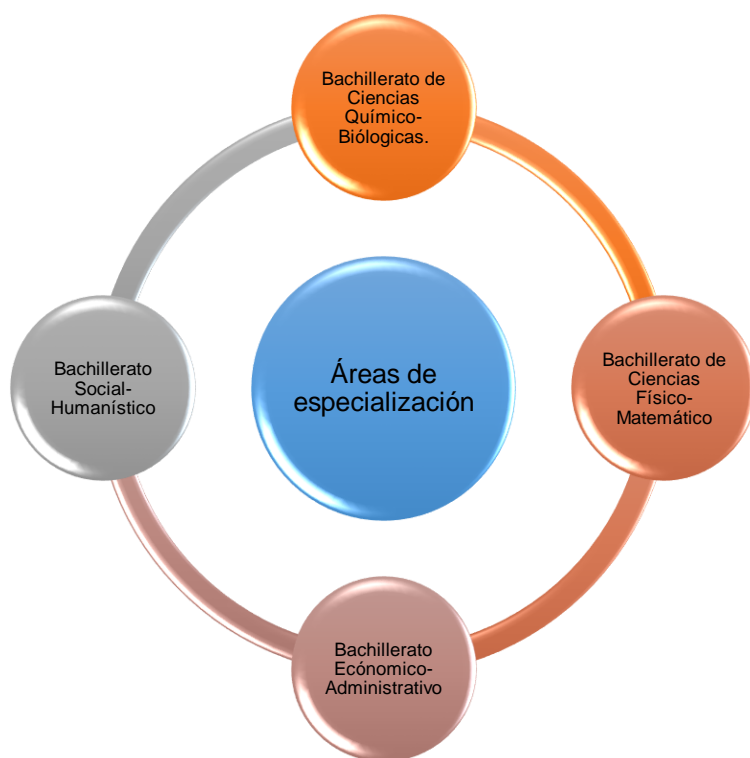 Bachillerato de
Ciencias
Químico-
Biólogicas.
Bachillerato
Social-
Humanístico
Áreas de
especialización
Bachillerato de
Ciencias
Físico-
Matemático
Bachillerato
Ecónomico-
Administrativo